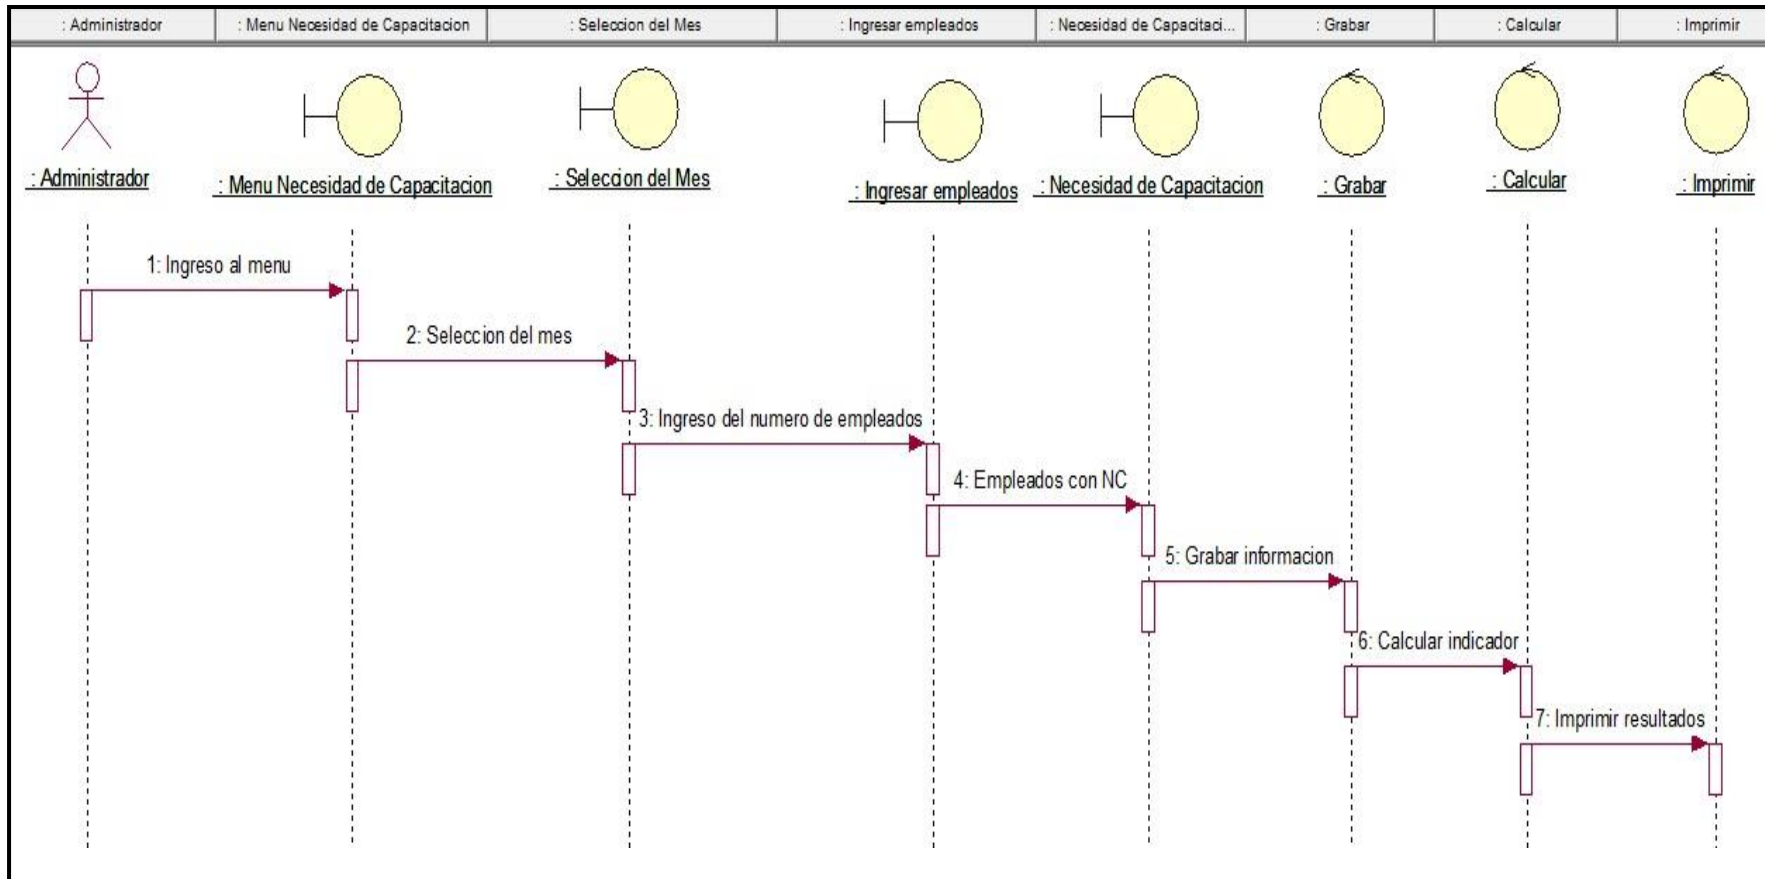 : Administrador
: Menu Necesidad de Capacitacion
: Seleccion del Mes
: Ingresar empleados
: Necesidad de Capacitaci...
: Grabar
: Calcular
: Imprimir
: Administrador
: Menu Necesidad de Capacitacion
: Seleccion del Mes
: Ingresar empleados
: Necesidad de Capacitacion
: Grabar
: Calcular
: Imprimir
1: Ingreso al menu
2: Seleccion del mes
3: Ingreso del numero de empleados
4: Empleados con NC
5: Grabar informacion
6: Calcular indicador
7: Imprimir resultados